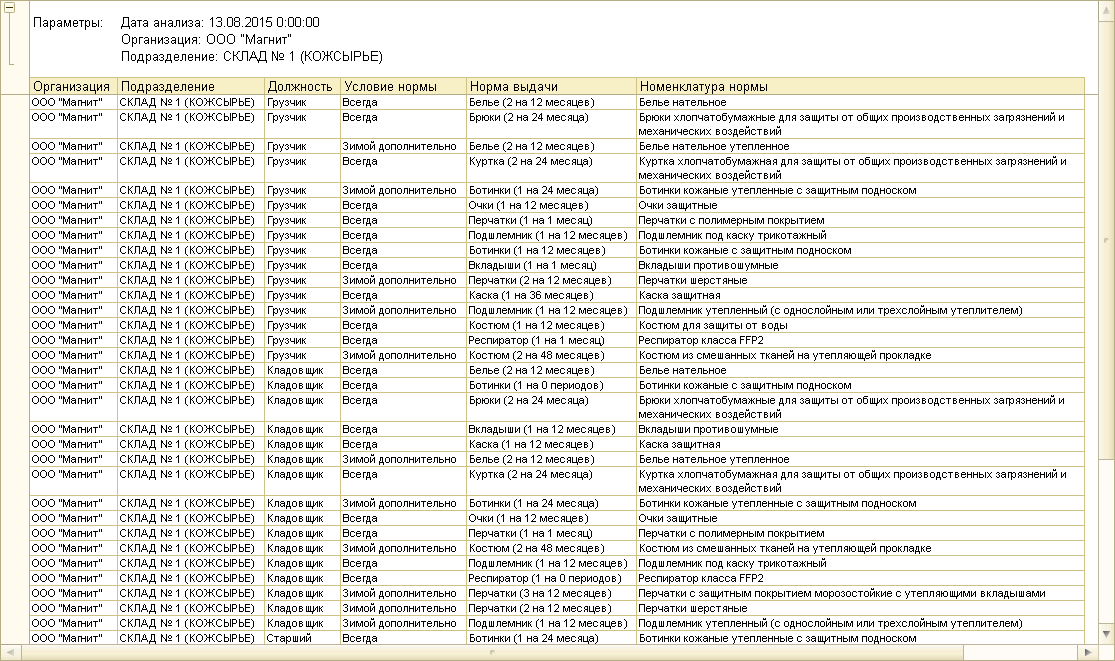 Параметры: Дата анализа: 13.08.2015 0:00:00
Организация: ООО "Магнит"
Подразделение: СКЛАД № 1 (КОЖСЫРЬЕ)
Организация Подразделение Должность Условие нормы Норма выдачи Номенклатура нормы
ООО "Магнит" СКЛАД № 1 (КОЖСЫРЬЕ) Грузчик Всегда Белье (2 на 12 месяцев) Белье нательное
ООО "Магнит" СКЛАД № 1 (КОЖСЫРЬЕ) Грузчик Всегда Брюки (2 на 24 месяца) Брюки хлопчатобумажные для защиты от общих производственных загрязнений и
механических воздействий
ООО "Магнит" СКЛАД № 1 (КОЖСЫРЬЕ) Грузчик Зимой дополнительно Белье (2 на 12 месяцев) Белье нательное утепленное
ООО "Магнит" СКЛАД № 1 (КОЖСЫРЬЕ) Грузчик Всегда Куртка (2 на 24 месяца) Куртка хлопчатобумажная для защиты от общих производственных загрязнений и
механических воздействий
ООО "Магнит" СКЛАД № 1 (КОЖСЫРЬЕ) Грузчик Зимой дополнительно Ботинки (1 на 24 месяца) Ботинки кожаные утепленные с защитным подноском
ООО "Магнит" СКЛАД № 1 (КОЖСЫРЬЕ) Грузчик Всегда Очки (1 на 12 месяцев) Очки защитные
ООО "Магнит" СКЛАД № 1 (КОЖСЫРЬЕ) Грузчик Всегда Перчатки (1 на 1 месяц) Перчатки с полимерным покрытием
ООО "Магнит" СКЛАД № 1 (КОЖСЫРЬЕ) Грузчик Всегда Подшлемник (1 на 12 месяцев) Подшлемник под каску трикотажный
ООО "Магнит" СКЛАД № 1 (КОЖСЫРЬЕ) Грузчик Всегда Ботинки (1 на 12 месяцев) Ботинки кожаные с защитным подноском
ООО "Магнит" СКЛАД № 1 (КОЖСЫРЬЕ) Грузчик Всегда Вкладыши (1 на 1 месяц) Вкладыши противошумные
ООО "Магнит" СКЛАД № 1 (КОЖСЫРЬЕ) Грузчик Зимой дополнительно Перчатки (2 на 12 месяцев) Перчатки шерстяные
ООО "Магнит" СКЛАД № 1 (КОЖСЫРЬЕ) Грузчик Всегда Каска (1 на 36 месяцев) Каска защитная
ООО "Магнит" СКЛАД № 1 (КОЖСЫРЬЕ) Грузчик Зимой дополнительно Подшлемник (1 на 12 месяцев) Подшлемник утепленный (с однослойным или трехслойным утеплителем)
ООО "Магнит" СКЛАД № 1 (КОЖСЫРЬЕ) Грузчик Всегда Костюм (1 на 12 месяцев) Костюм для защиты от воды
ООО "Магнит" СКЛАД № 1 (КОЖСЫРЬЕ) Грузчик Всегда Респиратор (1 на 1 месяц) Респиратор класса FFP2
ООО "Магнит" СКЛАД № 1 (КОЖСЫРЬЕ) Грузчик Зимой дополнительно Костюм (2 на 48 месяцев) Костюм из смешанных тканей на утепляющей прокладке
ООО "Магнит" СКЛАД № 1 (КОЖСЫРЬЕ) Кладовщик Всегда Белье (2 на 12 месяцев) Белье нательное
ООО "Магнит" СКЛАД № 1 (КОЖСЫРЬЕ) Кладовщик Всегда Ботинки (1 на 0 периодов) Ботинки кожаные с защитным подноском
ООО "Магнит" СКЛАД № 1 (КОЖСЫРЬЕ) Кладовщик Всегда Брюки (2 на 24 месяца) Брюки хлопчатобумажные для защиты от общих производственных загрязнений и
механических воздействий
ООО "Магнит" СКЛАД № 1 (КОЖСЫРЬЕ) Кладовщик Всегда Вкладыши (1 на 12 месяцев) Вкладыши противошумные
ООО "Магнит" СКЛАД № 1 (КОЖСЫРЬЕ) Кладовщик Всегда Каска (1 на 12 месяцев) Каска защитная
ООО "Магнит" СКЛАД № 1 (КОЖСЫРЬЕ) Кладовщик Зимой дополнительно Белье (2 на 12 месяцев) Белье нательное утепленное
ООО "Магнит" СКЛАД № 1 (КОЖСЫРЬЕ) Кладовщик Всегда Куртка (2 на 24 месяца) Куртка хлопчатобумажная для защиты от общих производственных загрязнений и
механических воздействий
ООО "Магнит" СКЛАД № 1 (КОЖСЫРЬЕ) Кладовщик Зимой дополнительно Ботинки (1 на 24 месяца) Ботинки кожаные утепленные с защитным подноском
ООО "Магнит" СКЛАД № 1 (КОЖСЫРЬЕ) Кладовщик Всегда Очки (1 на 12 месяцев) Очки защитные
ООО "Магнит" СКЛАД № 1 (КОЖСЫРЬЕ) Кладовщик Всегда Перчатки (1 на 1 месяц) Перчатки с полимерным покрытием
ООО "Магнит" СКЛАД № 1 (КОЖСЫРЬЕ) Кладовщик Зимой дополнительно Костюм (2 на 48 месяцев) Костюм из смешанных тканей на утепляющей прокладке
ООО "Магнит" СКЛАД № 1 (КОЖСЫРЬЕ) Кладовщик Всегда Подшлемник (1 на 12 месяцев) Подшлемник под каску трикотажный
ООО "Магнит" СКЛАД № 1 (КОЖСЫРЬЕ) Кладовщик Всегда Респиратор (1 на 0 периодов) Респиратор класса FFP2
ООО "Магнит" СКЛАД № 1 (КОЖСЫРЬЕ) Кладовщик Зимой дополнительно Перчатки (3 на 12 месяцев) Перчатки с защитным покрытием морозостойкие с утепляющими вкладышами
ООО "Магнит" СКЛАД № 1 (КОЖСЫРЬЕ) Кладовщик Зимой дополнительно Перчатки (2 на 12 месяцев) Перчатки шерстяные
ООО "Магнит" СКЛАД № 1 (КОЖСЫРЬЕ) Кладовщик Зимой дополнительно Подшлемник (1 на 12 месяцев) Подшлемник утепленный (с однослойным или трехслойным утеплителем)
ООО "Магнит" СКЛАД № 1 (КОЖСЫРЬЕ) Старший Всегда Ботинки (1 на 24 месяца) Ботинки кожаные утепленные с защитным подноском